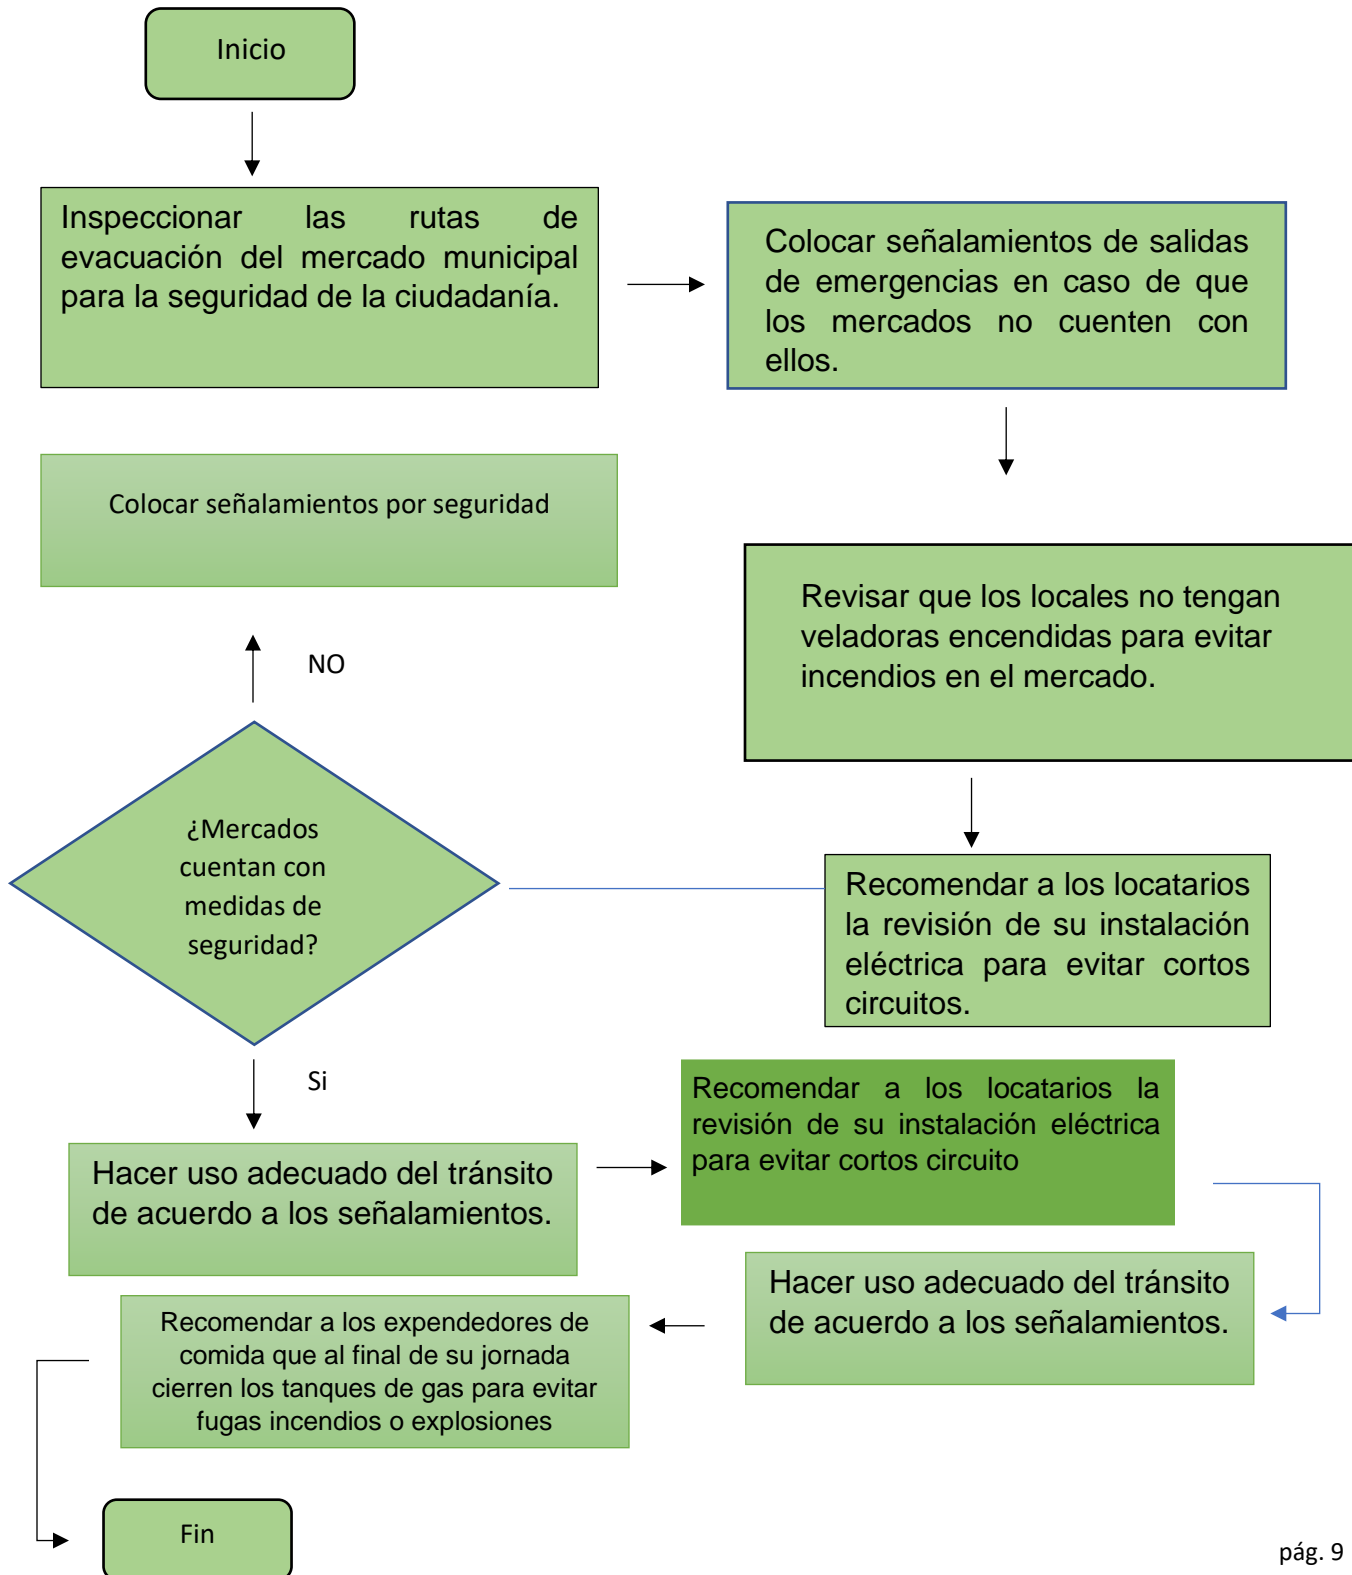 Inicio
Inspeccionar las rutas de
evacuación del mercado municipal
para la seguridad de la ciudadanía.
Colocar señalamientos de salidas
de emergencias en caso de que
los mercados no cuenten con
ellos.
Colocar señalamientos por seguridad
Revisar que los locales no tengan
veladoras encendidas para evitar
incendios en el mercado.
NO
¿Mercados
cuentan con
medidas de
seguridad?
Recomendar a los locatarios
la revisión de su instalación
eléctrica para evitar cortos
circuitos.
Si
Hacer uso adecuado del tránsito
de acuerdo a los señalamientos.
Recomendar a los locatarios la
revisión de su instalación eléctrica
para evitar cortos circuito
Hacer uso adecuado del tránsito
de acuerdo a los señalamientos.
Recomendar a los expendedores de
comida que al final de su jornada
cierren los tanques de gas para evitar
fugas incendios o explosiones
Fin
pág. 9